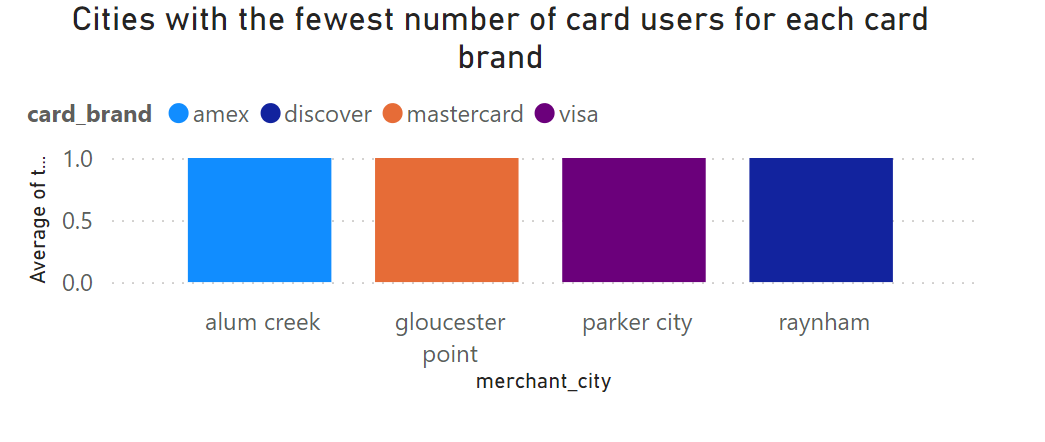 Cities with the fewest number of card users for each card
brand
card_brand amex discover mastercard visa
Average of t...
1.0
0.5
0.0
alum creek gloucester point parker city raynham
merchant_city